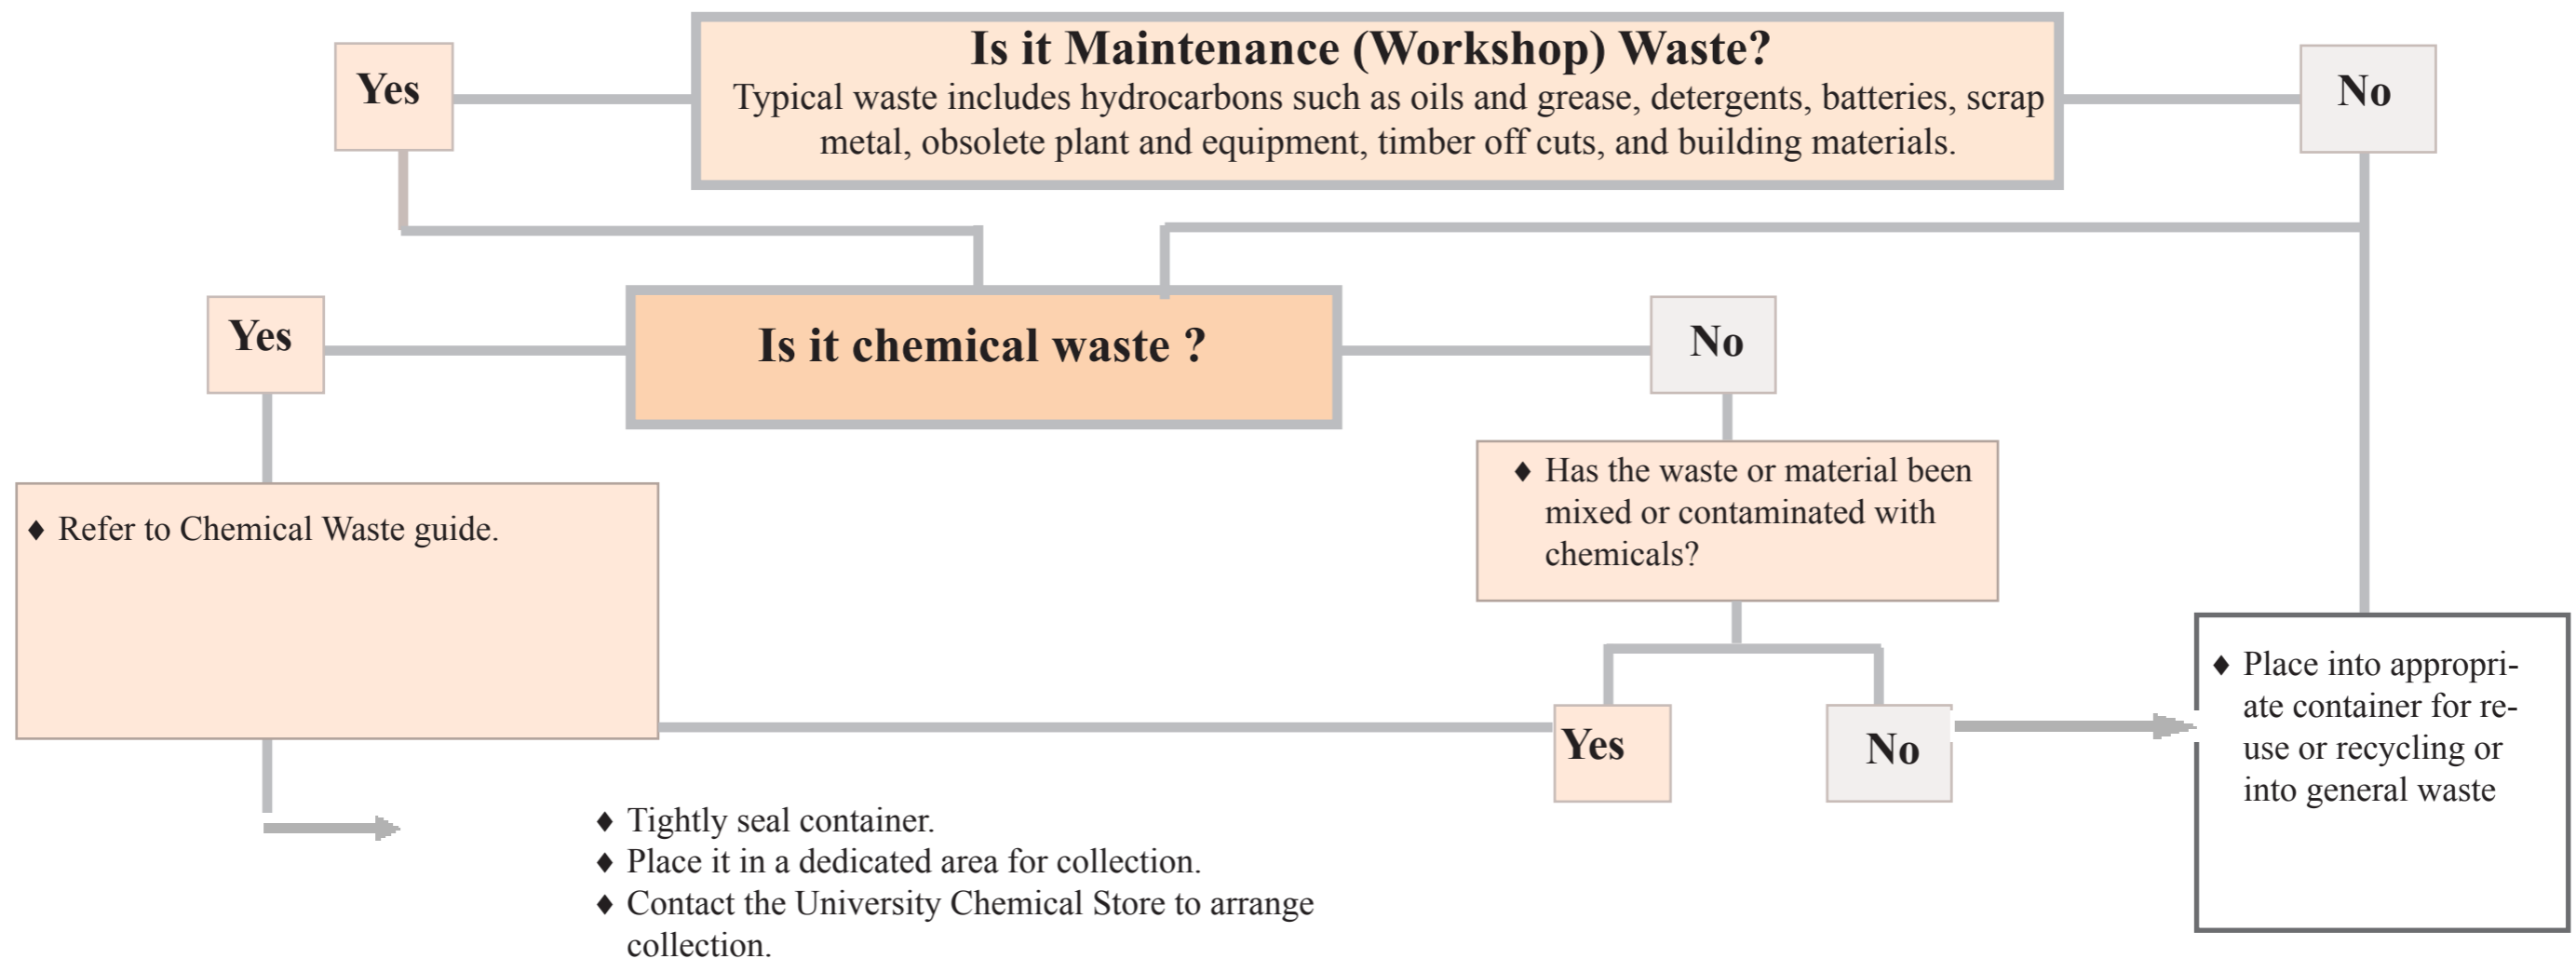 Is it Maintenance (Workshop) Waste?
Typical waste includes hydrocarbons such as oils and grease, detergents, batteries, scrap
metal, obsolete plant and equipment, timber off cuts, and building materials.
Yes
No
Is it chemical waste ?
Yes
No
♦ Refer to Chemical Waste guide.
♦ Has the waste or material been
mixed or contaminated with
chemicals?
Yes
No
♦ Place into appropri-
ate container for re-
use or recycling or
into general waste
♦ Tightly seal container.
♦ Place it in a dedicated area for collection.
♦ Contact the University Chemical Store to arrange
collection.